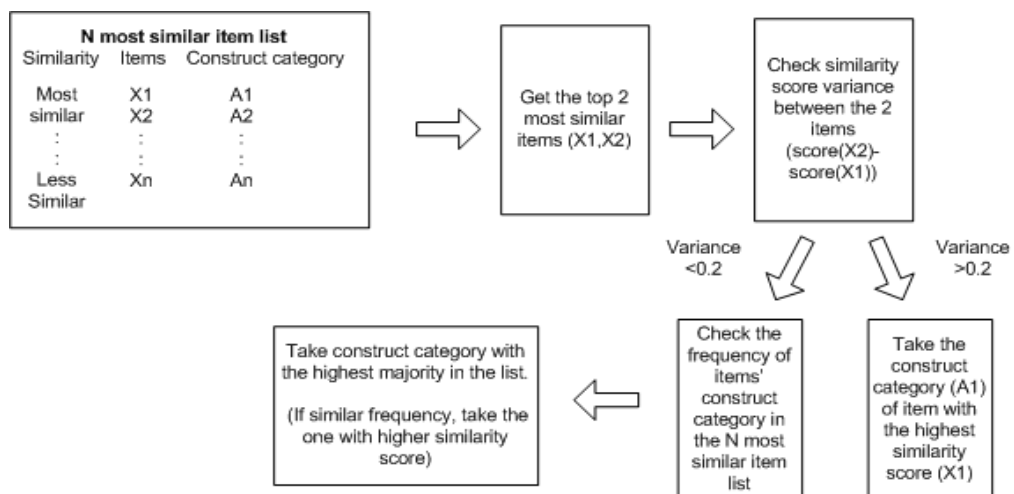 N most similar item list
Similarity Items Construct category
Most X1 A1
similar X2 A2
: : :
: : :
Less Xn An
Similar
Get the top 2
most similar
items (X1,X2)
Check similarity
score variance
between the 2
items
(score(X2)-
score(X1))
Variance
<0.2
Variance
>0.2
Take construct category with
the highest majority in the list.
(If similar frequency, take the
one with higher similarity
score)
Check the
frequency of
items'
construct
category in
the N most
similar item
list
Take the
construct
category (A1)
of item with
the highest
similarity
score (X1)